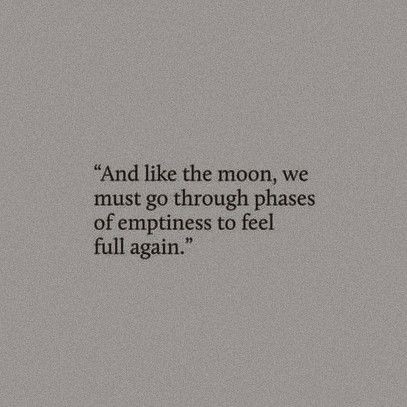 “And like the moon, we
must go through phases
of emptiness to feel
full again.”